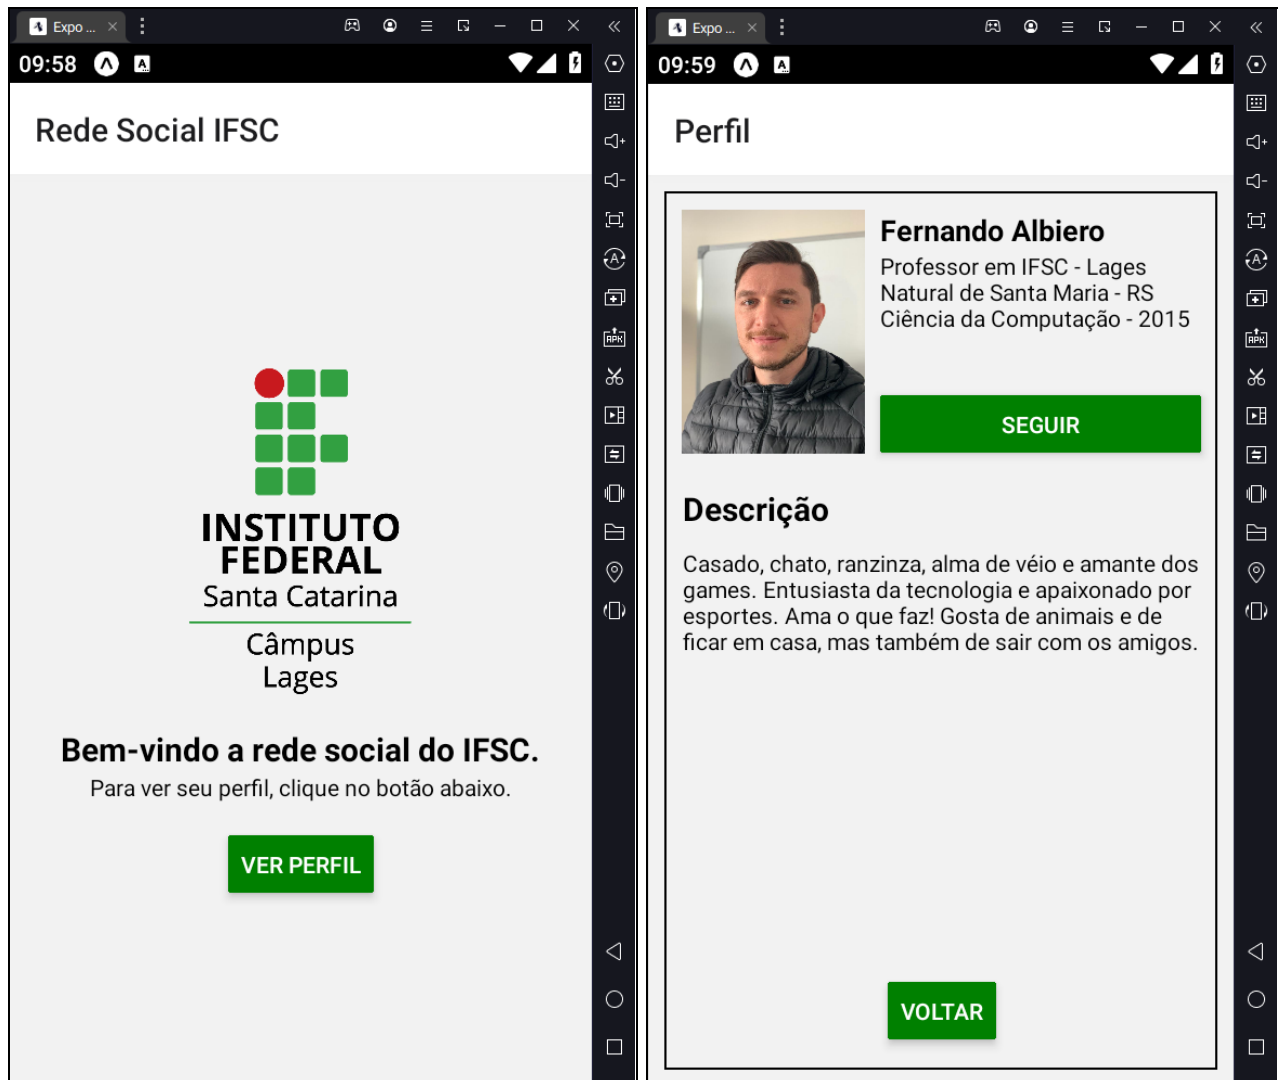 Expo ...
09:58
Rede Social IFSC
INSTITUTO
FEDERAL
Santa Catarina
Câmpus
Lages
Bem-vindo a rede social do IFSC.
Para ver seu perfil, clique no botão abaixo.
VER PERFIL
Expo ...
09:59
Perfil
Fernando Albiero
Professor em IFSC - Lages
Natural de Santa Maria - RS
Ciência da Computação - 2015
SEGUIR
Descrição
Casado, chato, ranzinza, alma de véio e amante dos
games. Entusiasta da tecnologia e apaixonado por
esportes. Ama o que faz! Gosta de animais e de
ficar em casa, mas também de sair com os amigos.
VOLTAR